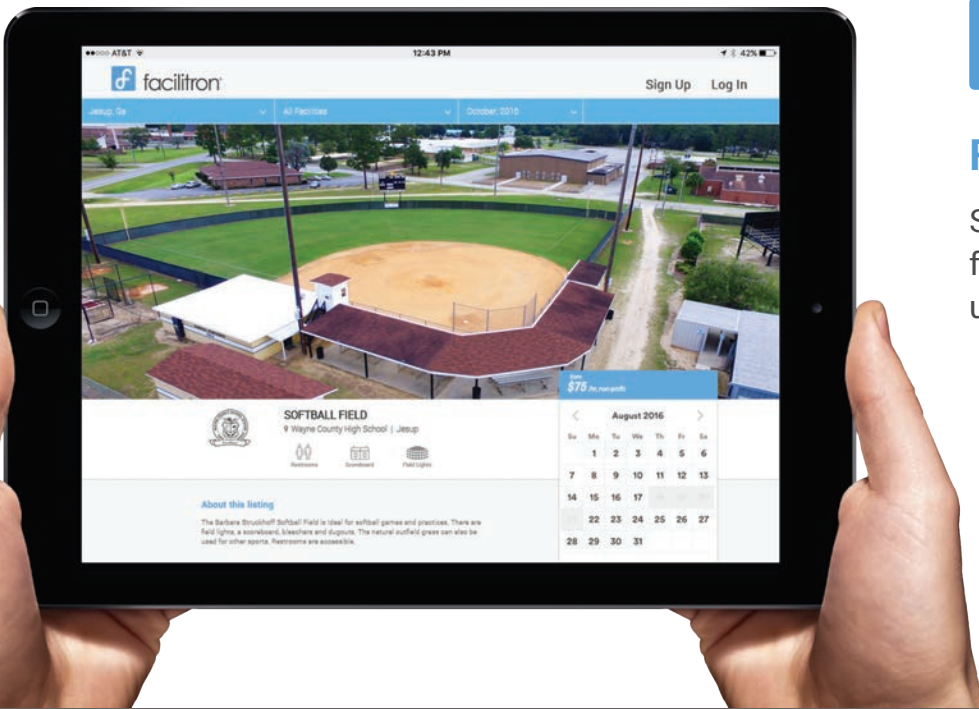 AT&T 12:43 PM 42%
facilitron Sign Up Log In
Jesup, Ga All Facilities October, 2016
from
$75 /hr, non-profit
SOFTBALL FIELD
Wayne County High School | Jesup
Restrooms Scoreboard Field Lights
August 2016
Su Mo Tu We Th Fr Sa
1 2 3 4 5 6
7 8 9 10 11 12 13
14 15 16 17
22 23 24 25 26 27
28 29 30 31
About this listing
The Barbara Struckhoff Softball Field is ideal for softball games and practices. There are
field lights, a scoreboard, bleachers and dugouts. The natural outfield grass can also be
used for other sports. Restrooms are accessible.